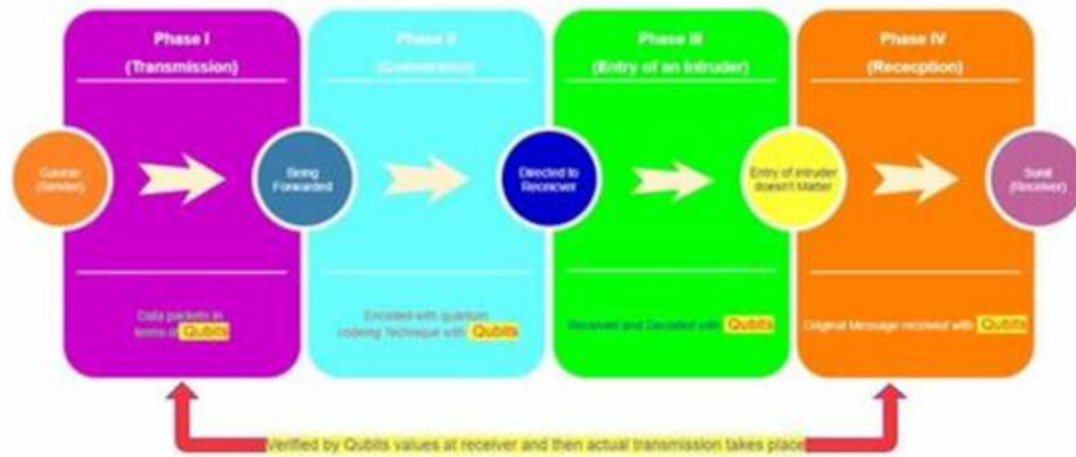 Phase I
(Transmission)
Phase II
Phase III
(Entry of an Intruder)
Phase IV
(Rececption)
(Sender)
Being
Forwarded
Directed to
Receicver
Entry of intruder
doesn't Matter
Sunil
(Receiver)
Data packets in
terms of Qubits
Encoded with quantum
codeing Technique with Qubits
Received and Decoded with Qubits
Original Message received with Qubits
Verified by Qubits values at receiver and then actual transmission takes place